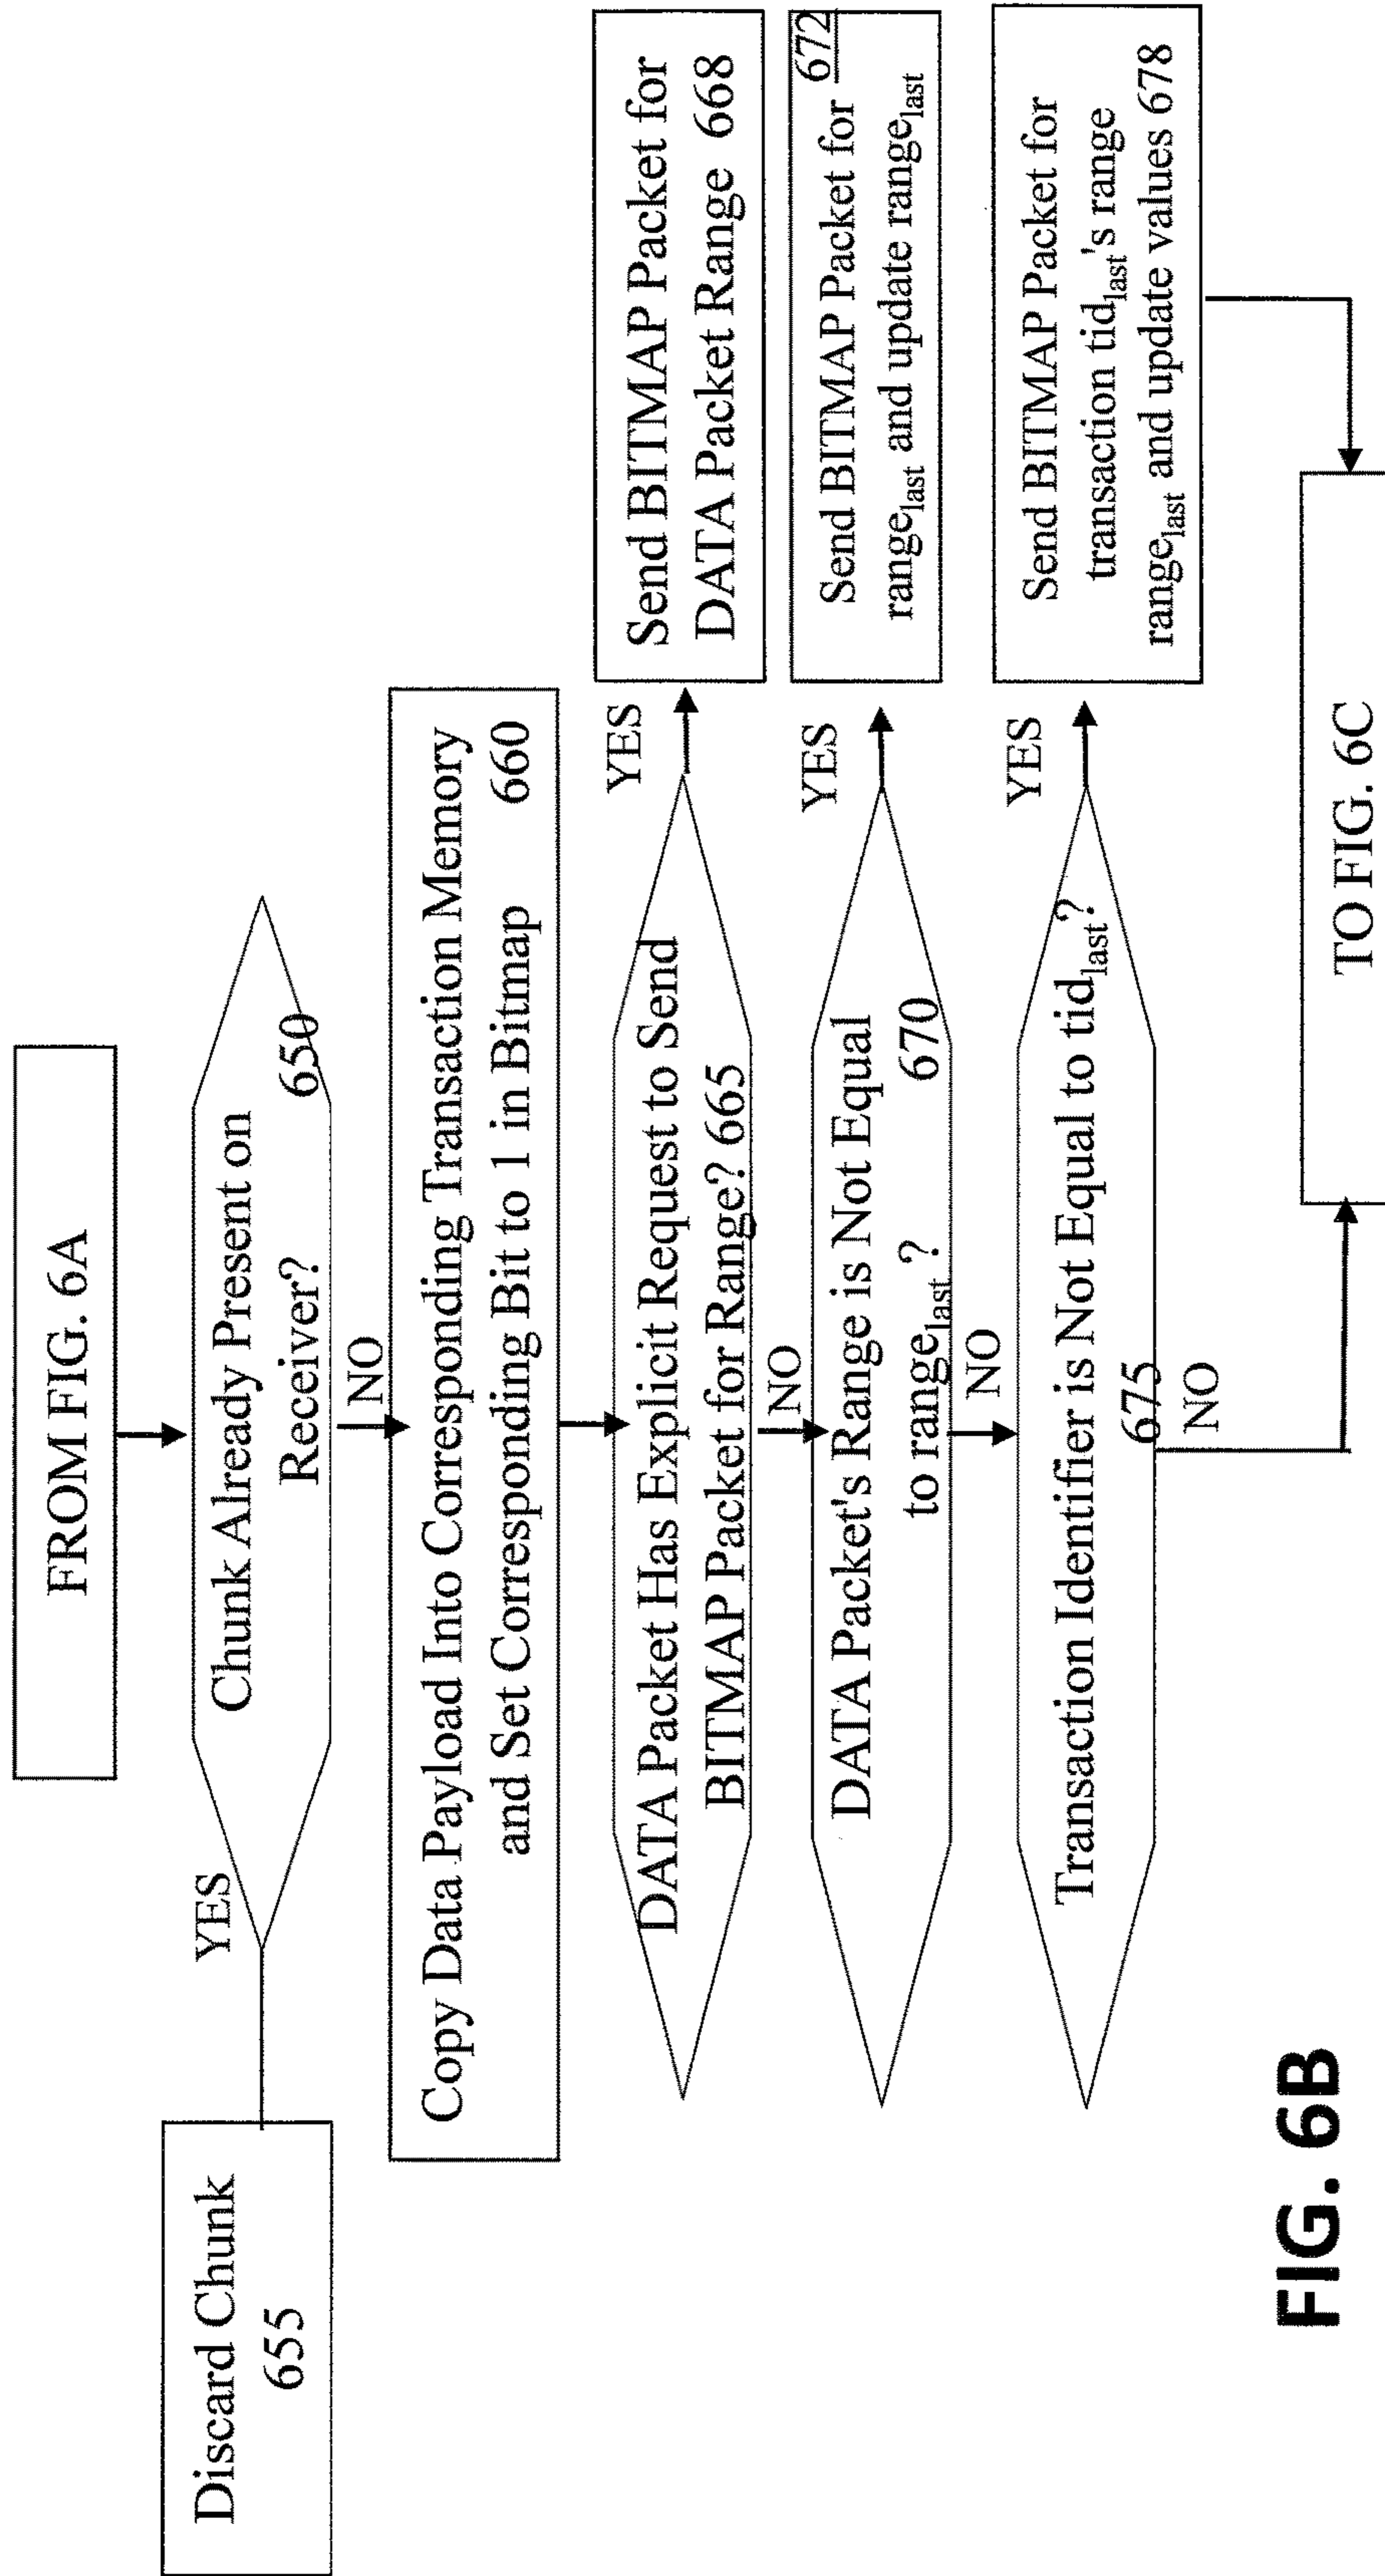 FROM FIG. 6A
Discard Chunk
655
YES
Chunk Already Present on
Receiver? 650
NO
Copy Data Payload Into Corresponding Transaction Memory
and Set Corresponding Bit to 1 in Bitmap 660
DATA Packet Has Explicit Request to Send
BITMAP Packet for Range? 665
YES
Send BITMAP Packet for
DATA Packet Range 668
NO
DATA Packet's Range is Not Equal
to rangelast? 670
YES
672
Send BITMAP Packet for
rangelast and update rangelast
NO
Transaction Identifier is Not Equal to tidlast?
675
YES
Send BITMAP Packet for
transaction tidlast's range
rangelast and update values 678
NO
TO FIG. 6C
FIG. 6B